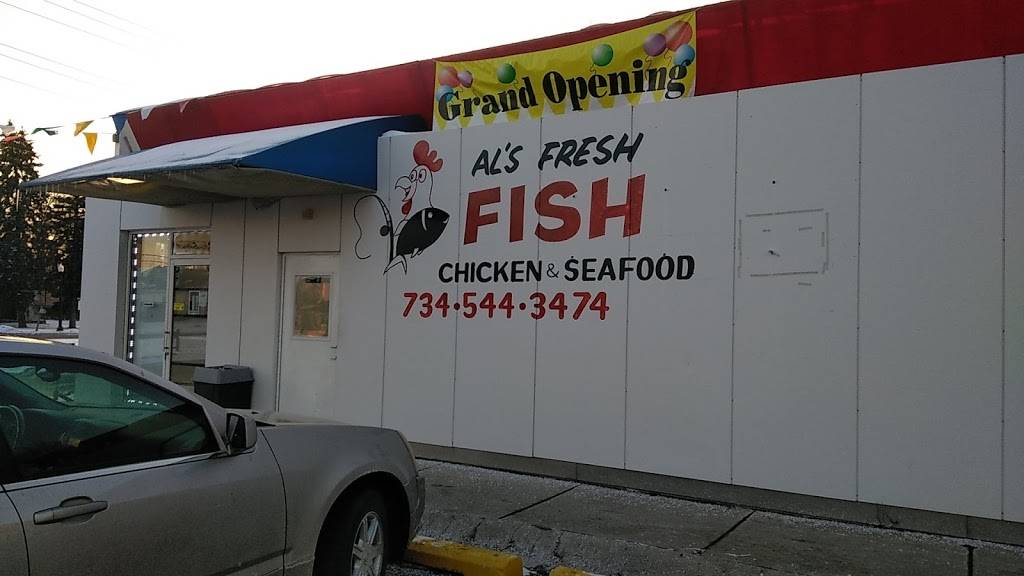 Grand Opening
AL'S FRESH
FISH
CHICKEN & SEAFOOD
734·544·3474